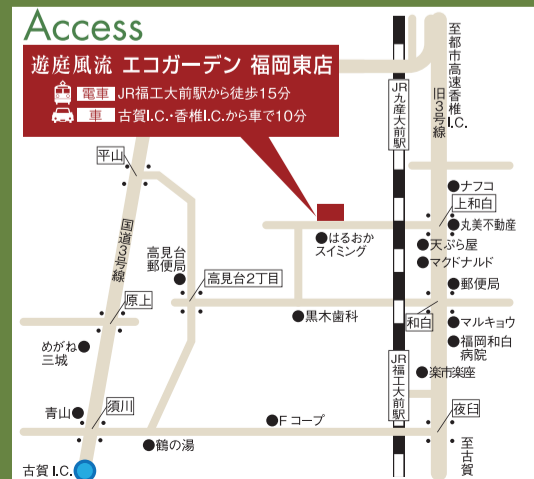 Access
遊庭風流 エコガーデン 福岡東店
電車 JR福工大前駅から徒歩15分
車 古賀I.C.・香椎I.C.から車で10分
至都市高速香椎I.C.
旧3号線
JR九産大前駅
平山
国道3号線
ナフコ
上和白
丸美不動産
はるおか
スイミング
天ぷら屋
マクドナルド
高見台
郵便局
高見台2丁目
郵便局
原上
黒木歯科
和白
マルキョウ
福岡和白
病院
めがね
三城
JR福工大前駅
楽市楽座
青山
須川
Fコープ
夜臼
鶴の湯
至古賀
古賀 I.C.